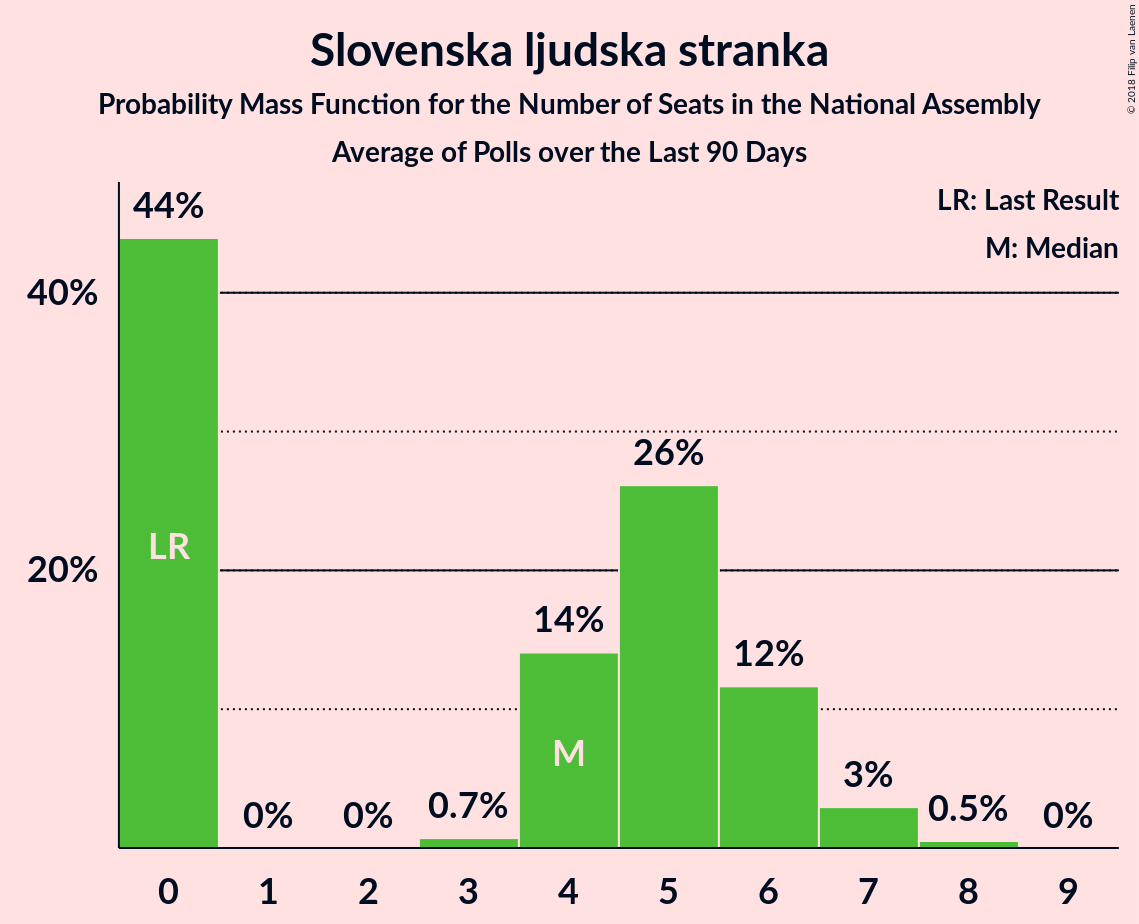 Slovenska ljudska stranka
Probability Mass Function for the Number of Seats in the National Assembly
Average of Polls over the Last 90 Days
© 2018 Filip van Laenen
LR: Last Result
M: Median
44%
40%
26%
LR
20%
14%
12%
M
3%
0.7%
0.5%
0%
0%
0%
0 1 2 3 4 5 6 7 8 9